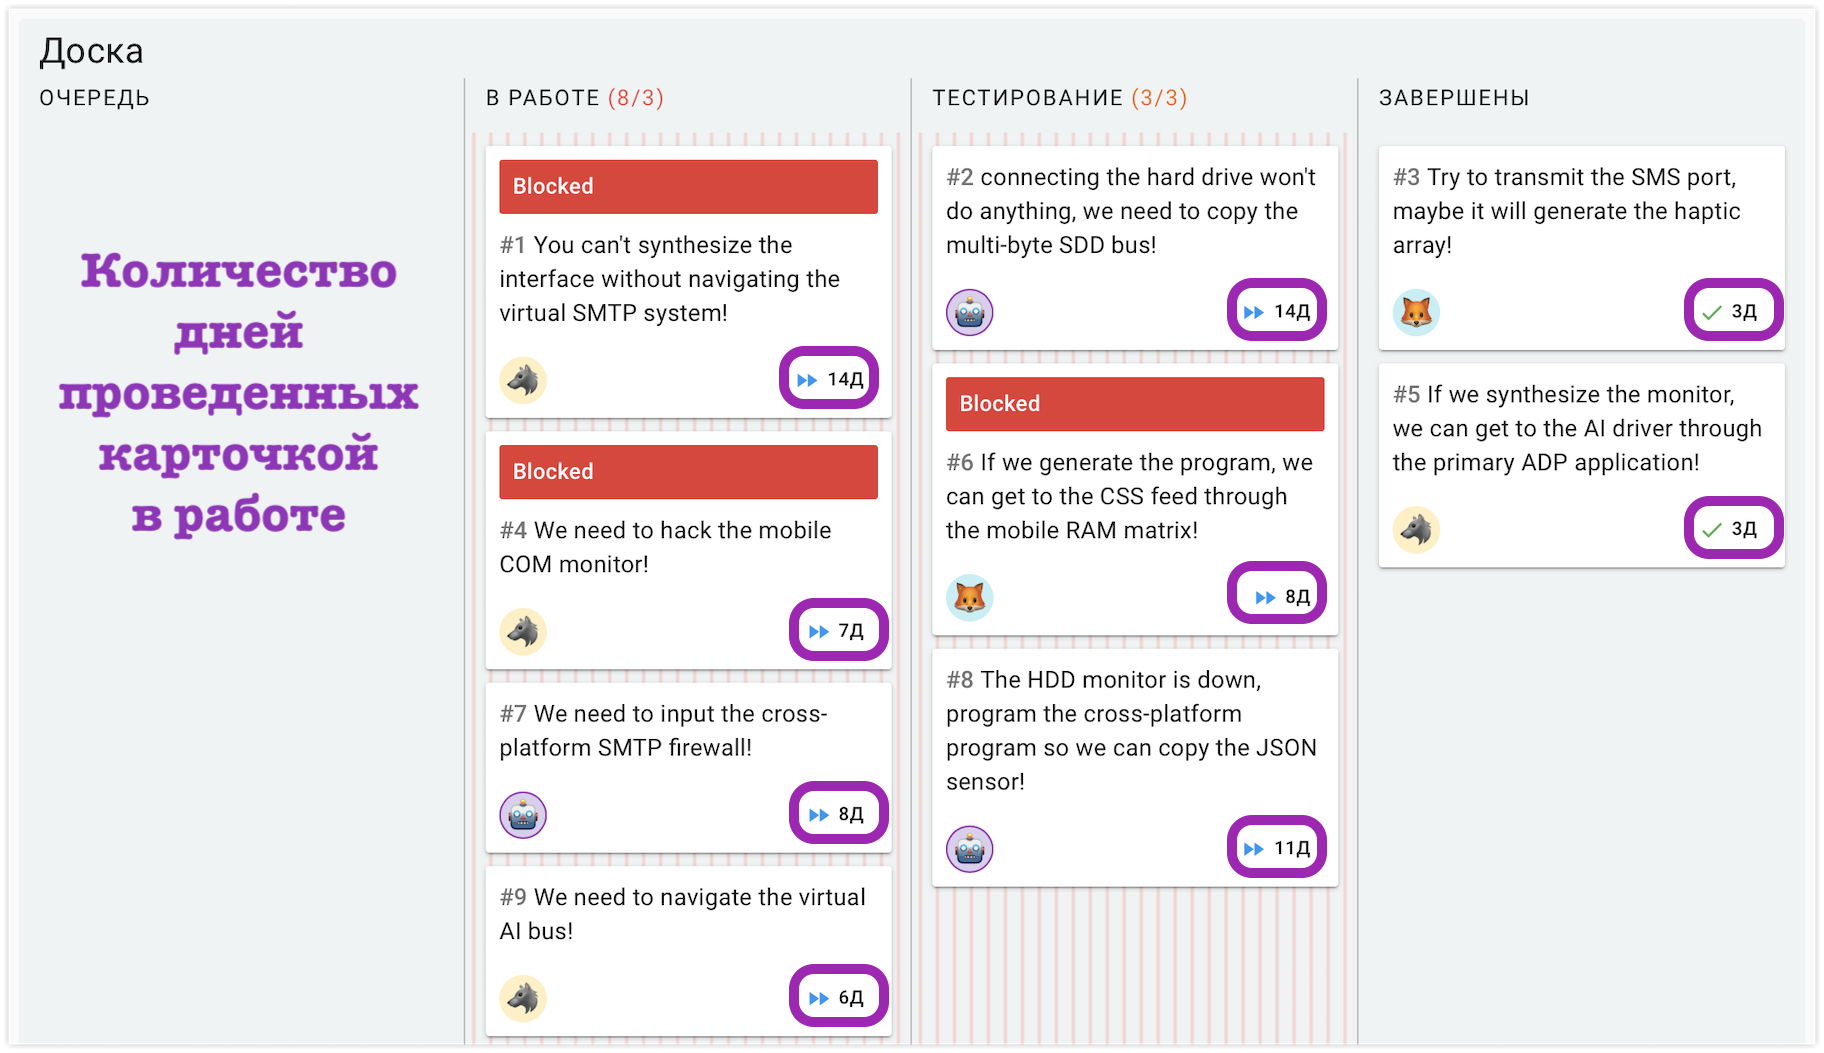 Доска
ОЧЕРЕДЬ
Количество
дней
проведенных
карточкой
в работе
В РАБОТЕ (8/3)
Blocked
#1 You can't synthesize the
interface without navigating the
virtual SMTP system!
14Д
Blocked
#4 We need to hack the mobile
COM monitor!
7Д
#7 We need to input the cross-
platform SMTP firewall!
8Д
#9 We need to navigate the virtual
AI bus!
6Д
ТЕСТИРОВАНИЕ (3/3)
#2 connecting the hard drive won't
do anything, we need to copy the
multi-byte SDD bus!
14Д
Blocked
#6 If we generate the program, we
can get to the CSS feed through
the mobile RAM matrix!
8Д
#8 The HDD monitor is down,
program the cross-platform
program so we can copy the JSON
sensor!
11Д
ЗАВЕРШЕНЫ
#3 Try to transmit the SMS port,
maybe it will generate the haptic
array!
3Д
#5 If we synthesize the monitor,
we can get to the AI driver through
the primary ADP application!
3Д